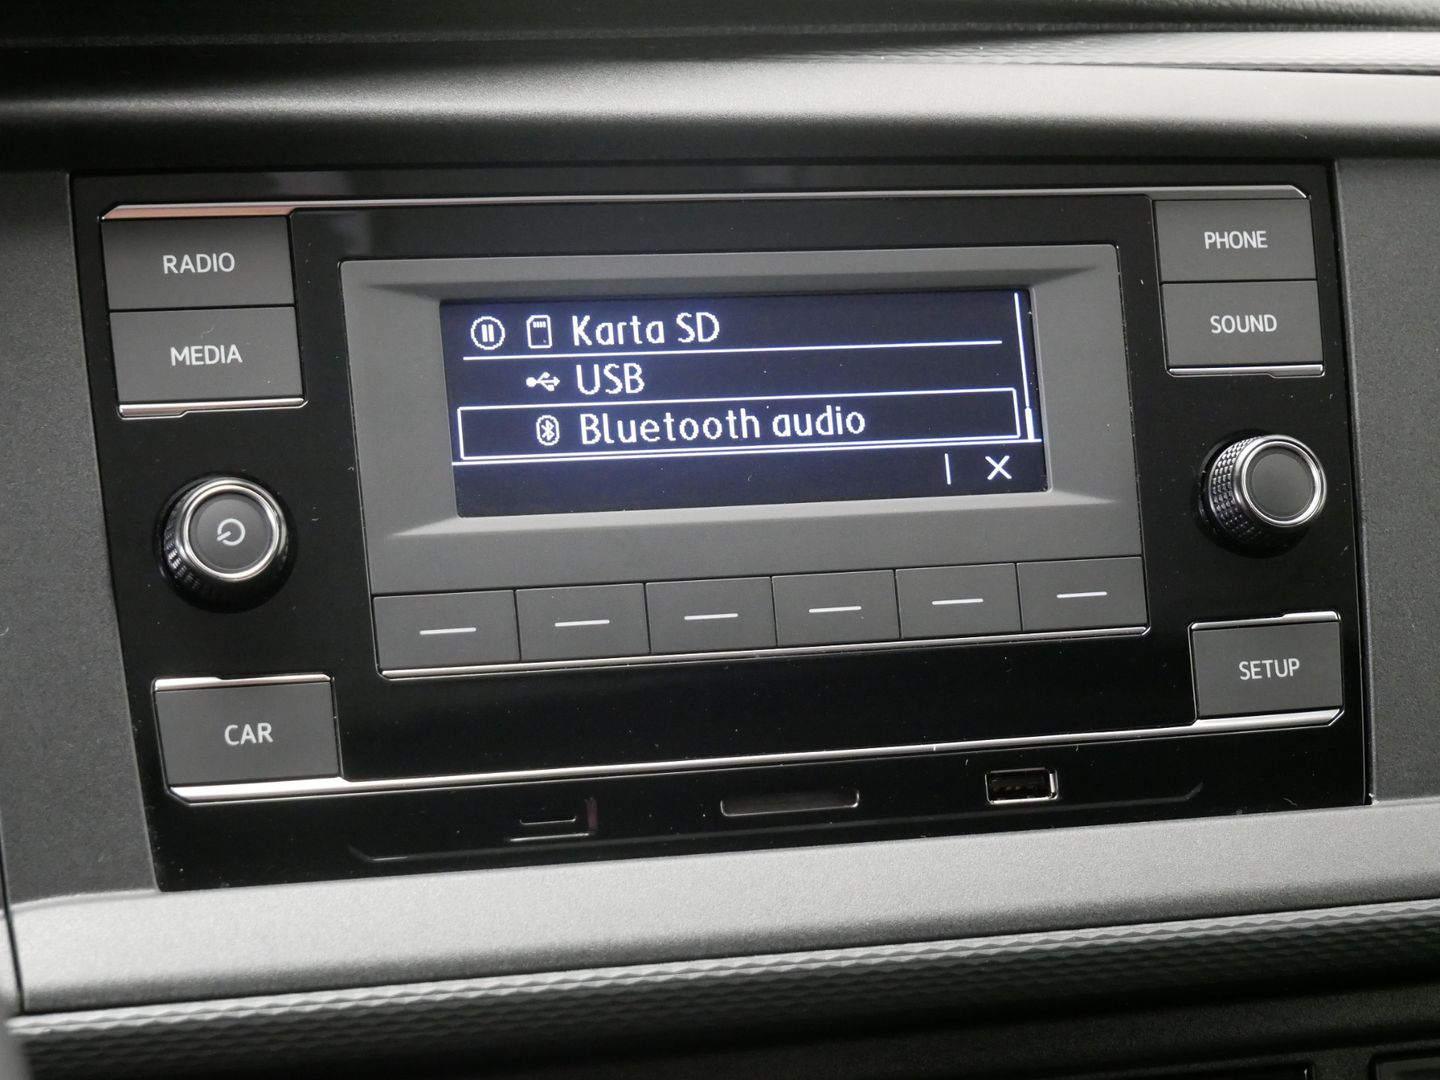 RADIO
MEDIA
PHONE
SOUND
Karta SD
USB
Bluetooth audio
X
CAR
SETUP